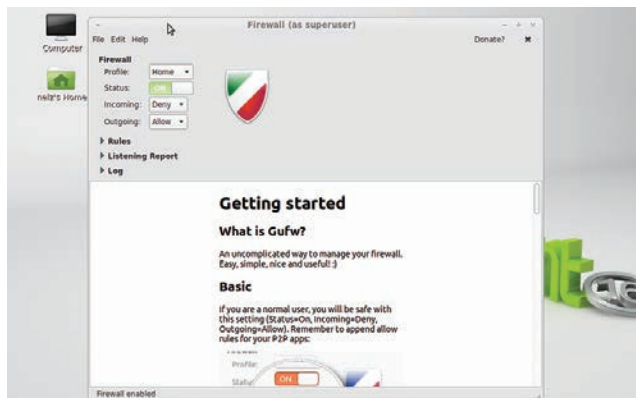 Firewall (as superuser)
File Edit Help
Donate?
Computer
Firewall
Profile: Home
Status: ON
Incoming: Deny
Outgoing: Allow
Rules
Listening Report
Log
Getting started
What is Gufw?
An uncomplicated way to manage your firewall.
Easy, simple, nice and useful! :)
Basic
If you are a normal user, you will be safe with
this setting (Status=On, Incoming=Deny,
Outgoing=Allow). Remember to append allow
rules for your P2P apps:
Profile:
ON
Firewall enabled